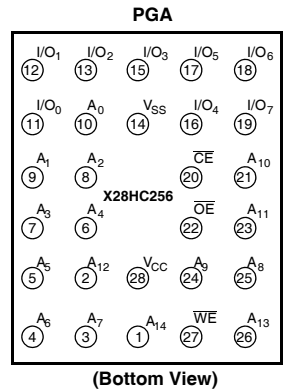 PGA
I/O1 I/O2 I/O3 I/O5 I/O6
12 13 15 17 18
I/O0 A0 VSS I/O4 I/O7
11 10 14 16 19
A1 A2 C̅E̅ A10
9 8 20 21
X28HC256
A3 A4 O̅E̅ A11
7 6 22 23
A5 A12 VCC A9 A8
5 2 28 24 25
A6 A7 A14 W̅E̅ A13
4 3 1 27 26
(Bottom View)